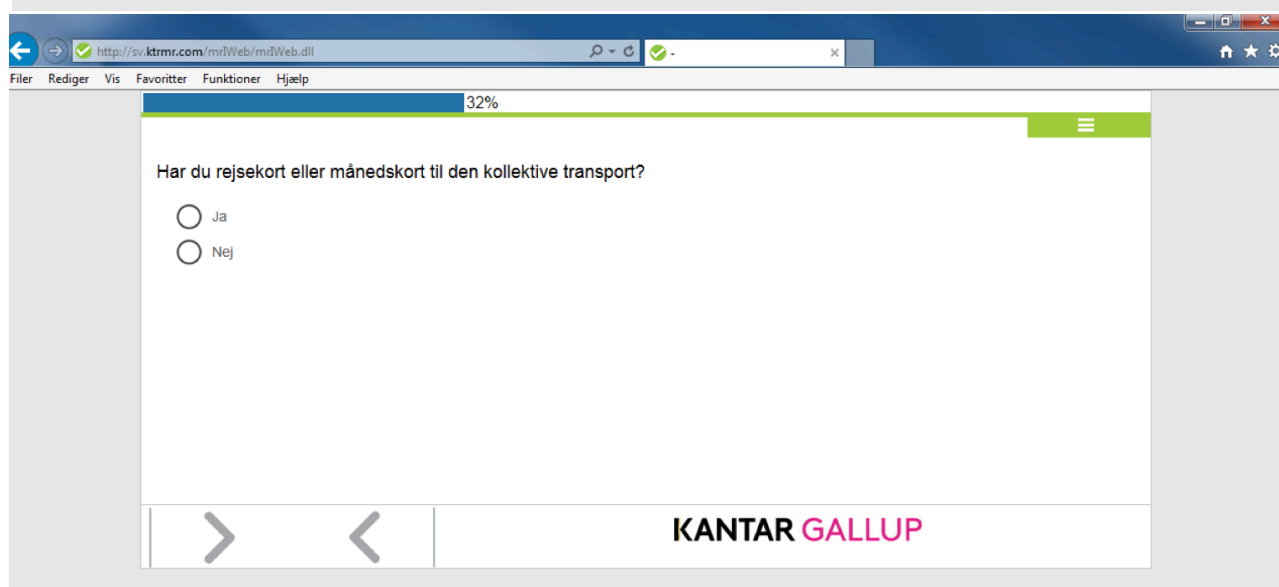 http://sv.ktrmr.com/mrIWeb/mrIWeb.dll
-
Filer Rediger Vis Favoritter Funktioner Hjælp
32%
Har du rejsekort eller månedskort til den kollektive transport?
Ja
Nej
KANTAR GALLUP